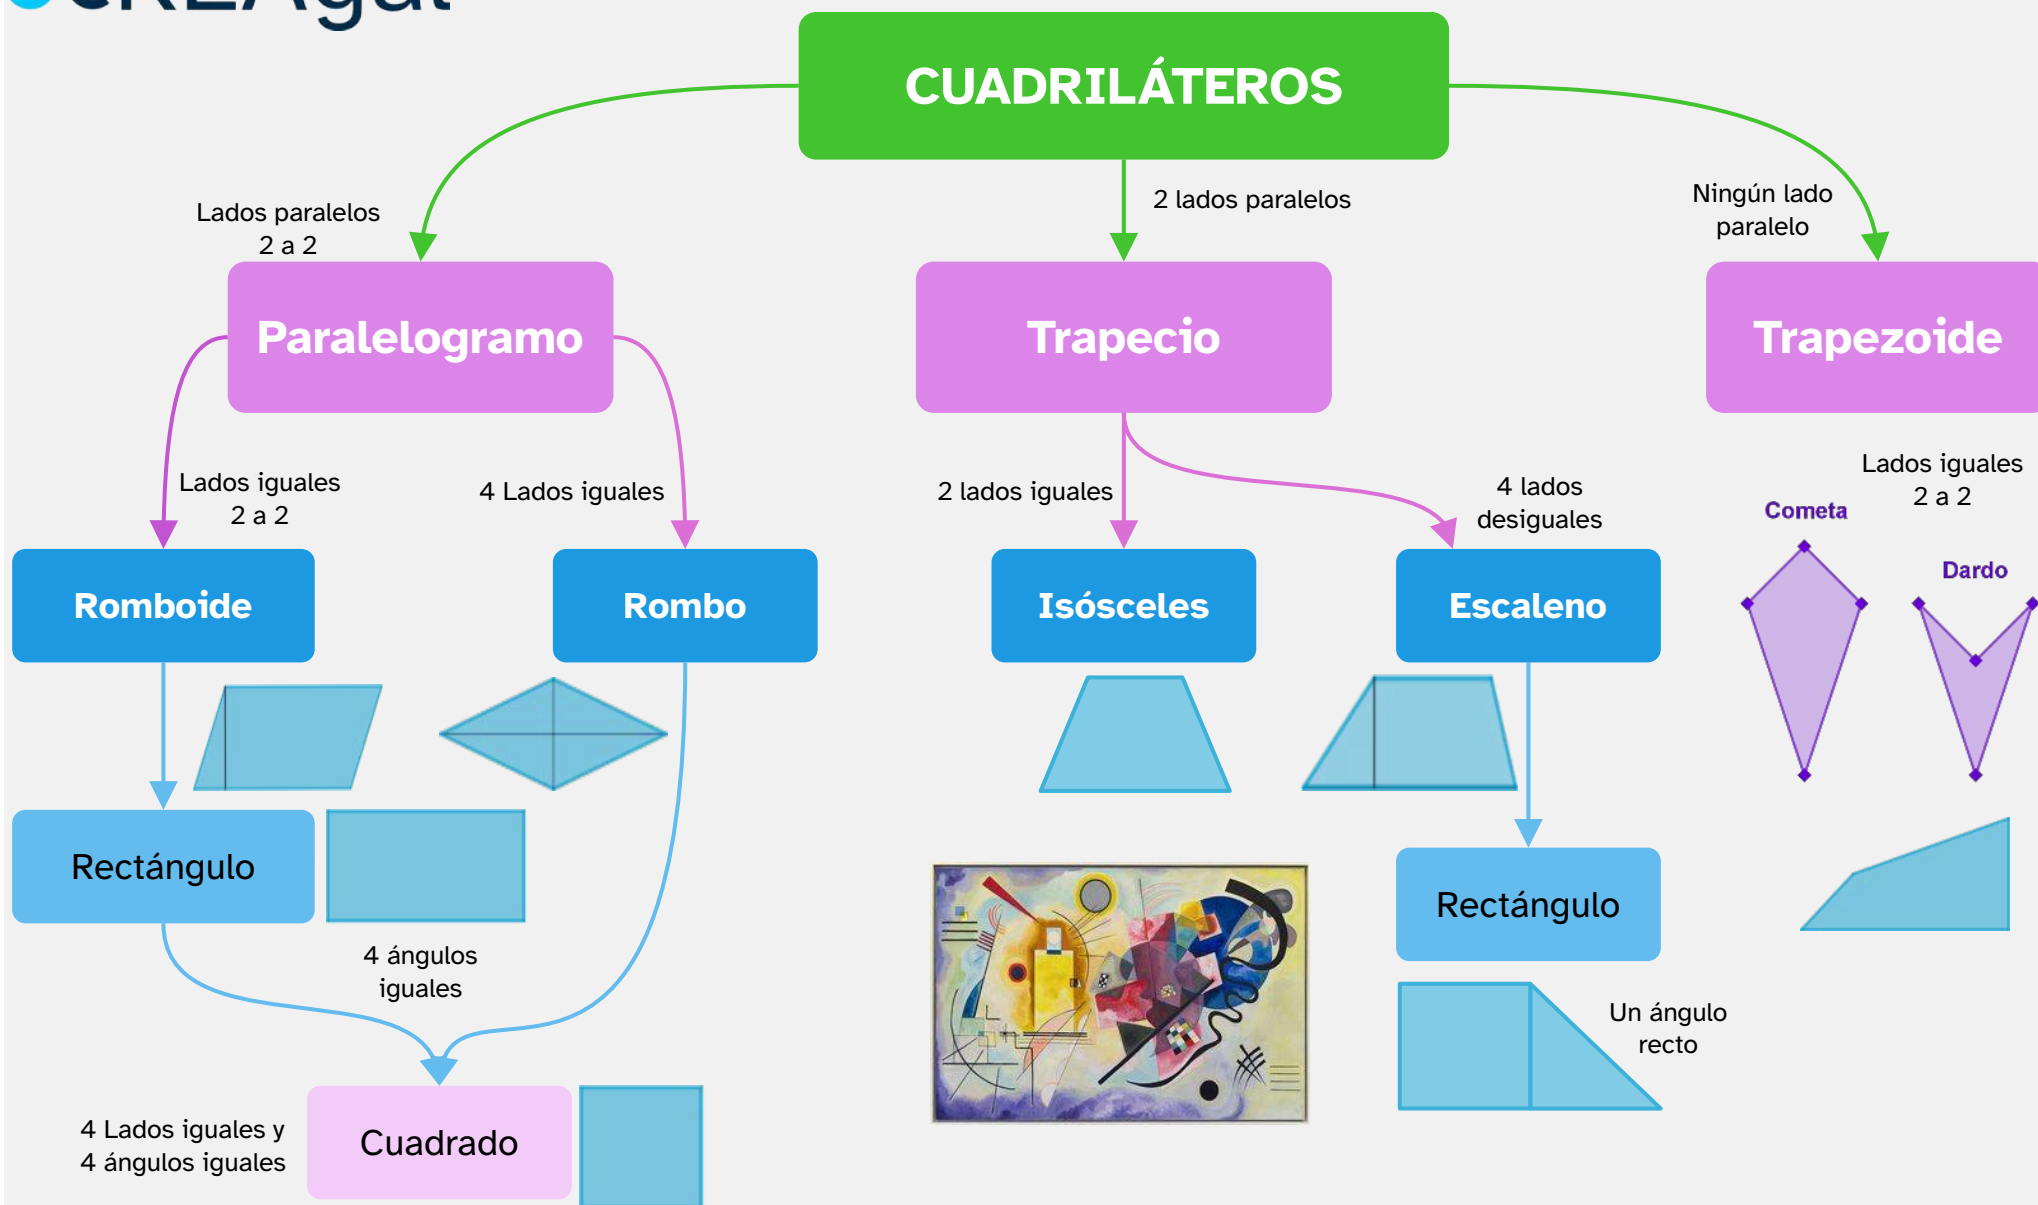 CUADRILÁTEROS
Lados paralelos
2 a 2
2 lados paralelos
Ningún lado
paralelo
Paralelogramo
Trapecio
Trapezoide
Lados iguales
2 a 2
4 Lados iguales
2 lados iguales
4 lados
desiguales
Lados iguales
2 a 2
Cometa
Dardo
Romboide
Rombo
Isósceles
Escaleno
Rectángulo
Rectángulo
4 ángulos
iguales
Un ángulo
recto
4 Lados iguales y
4 ángulos iguales
Cuadrado